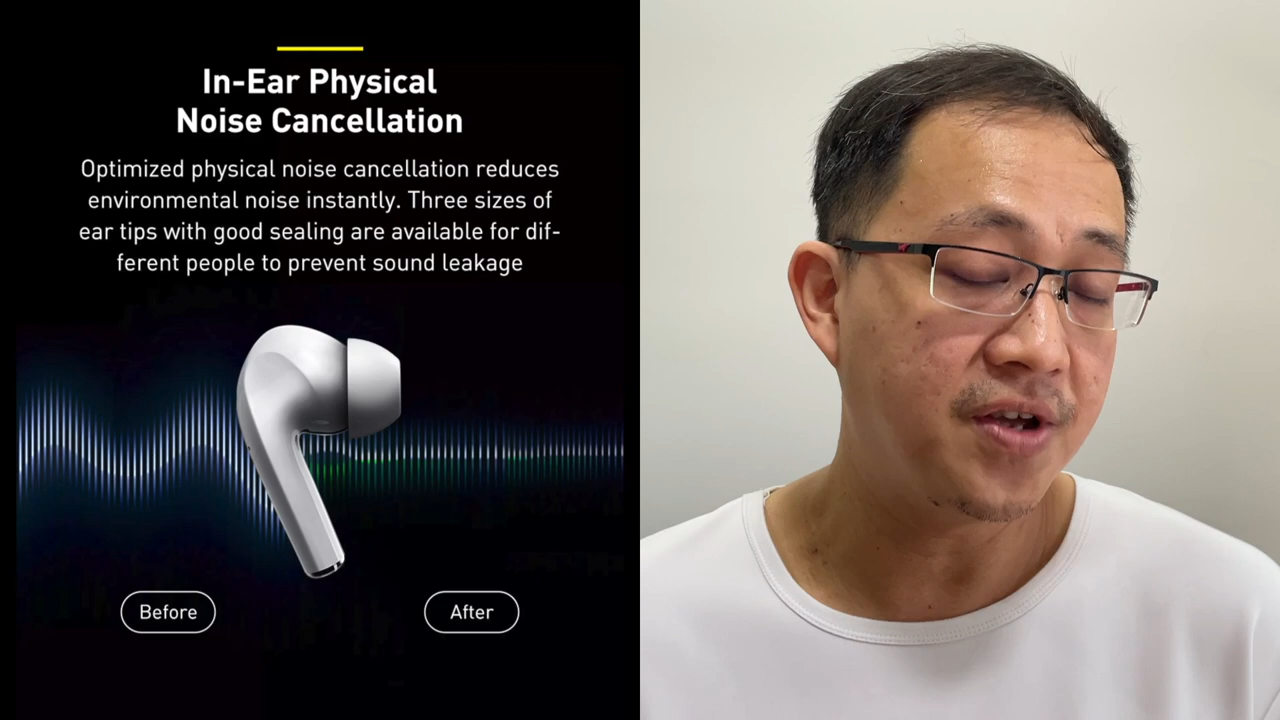 In-Ear Physical
Noise Cancellation
Optimized physical noise cancellation reduces
environmental noise instantly. Three sizes of
ear tips with good sealing are available for dif-
ferent people to prevent sound leakage
Before
After